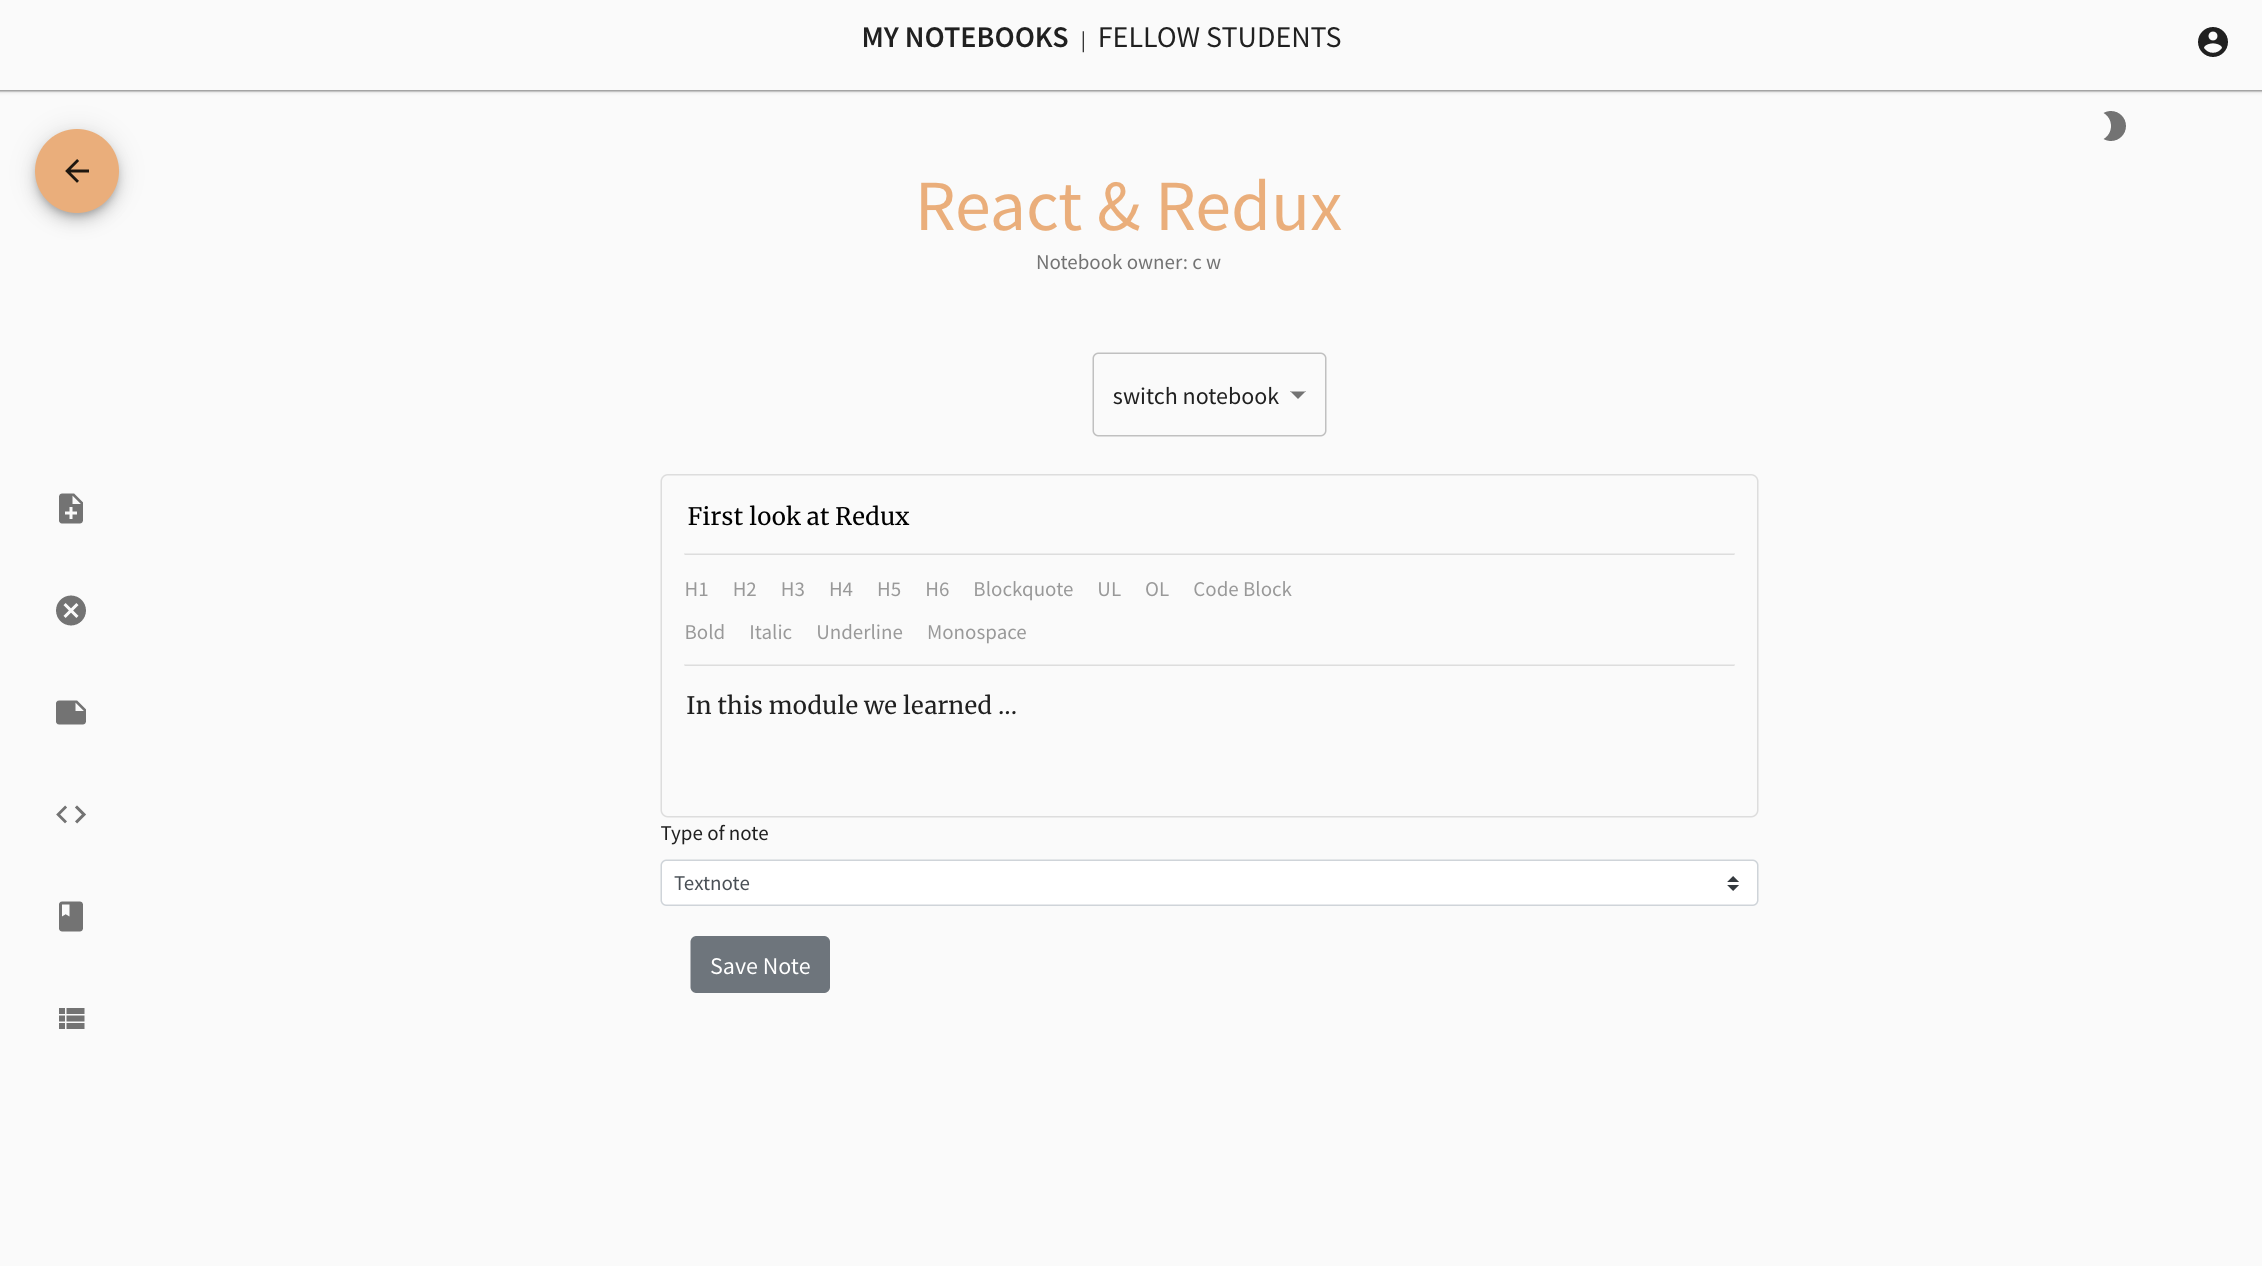 MY NOTEBOOKS | FELLOW STUDENTS
React & Redux
Notebook owner: c w
switch notebook
First look at Redux
H1 H2 H3 H4 H5 H6 Blockquote UL OL Code Block
Bold Italic Underline Monospace
In this module we learned ...
Type of note
Textnote
Save Note